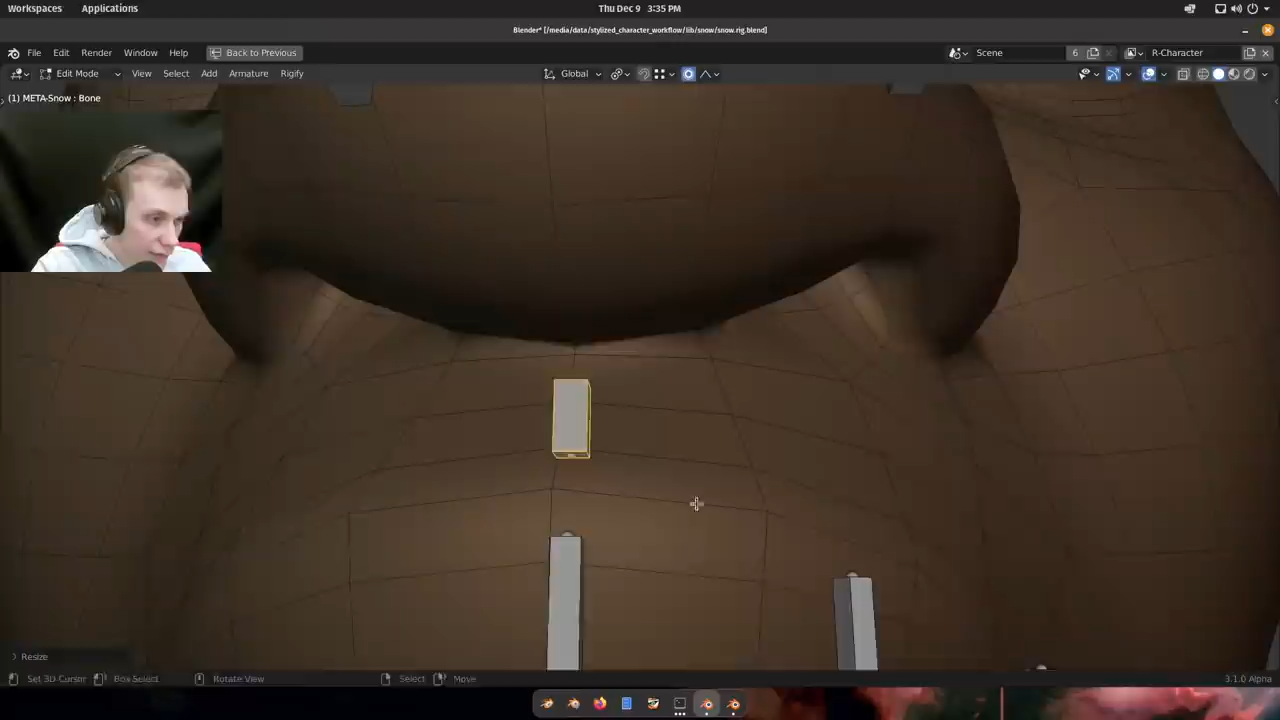 Workspaces Applications Thu Dec 9 3:35 PM
Blender* [/media/data/stylized_character_workflow/lib/snow/snow.rig.blend]
File Edit Render Window Help Back to Previous Scene 6 R-Character
Edit Mode View Select Add Armature Rigify Global
(1) META-Snow : Bone
Resize
Set 3D Cursor Box Select Rotate View Select Move 3.1.0 Alpha